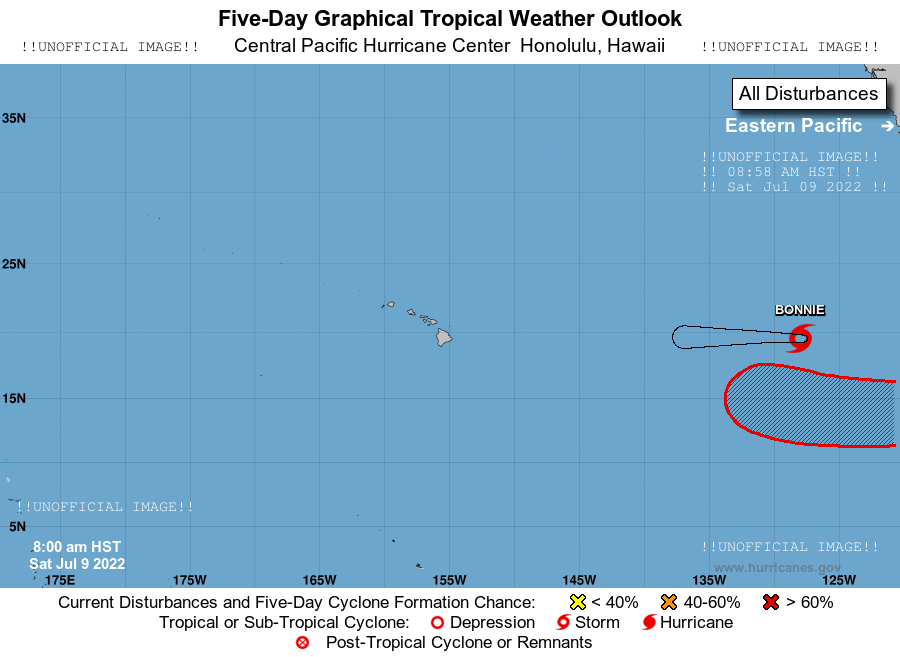 Five-Day Graphical Tropical Weather Outlook
!!UNOFFICIAL IMAGE!! Central Pacific Hurricane Center Honolulu, Hawaii !!UNOFFICIAL IMAGE!!
All Disturbances
35N
Eastern Pacific ➔
!!UNOFFICIAL IMAGE!!
!! 08:58 AM HST !!
!! Sat Jul 09 2022 !!
25N
BONNIE
15N
!!UNOFFICIAL IMAGE!!
5N
8:00 am HST
Sat Jul 9 2022
!!UNOFFICIAL IMAGE!!
www.hurricanes.gov
175E 175W 165W 155W 145W 135W 125W
Current Disturbances and Five-Day Cyclone Formation Chance: < 40% 40-60% > 60%
Tropical or Sub-Tropical Cyclone: Depression Storm Hurricane
Post-Tropical Cyclone or Remnants